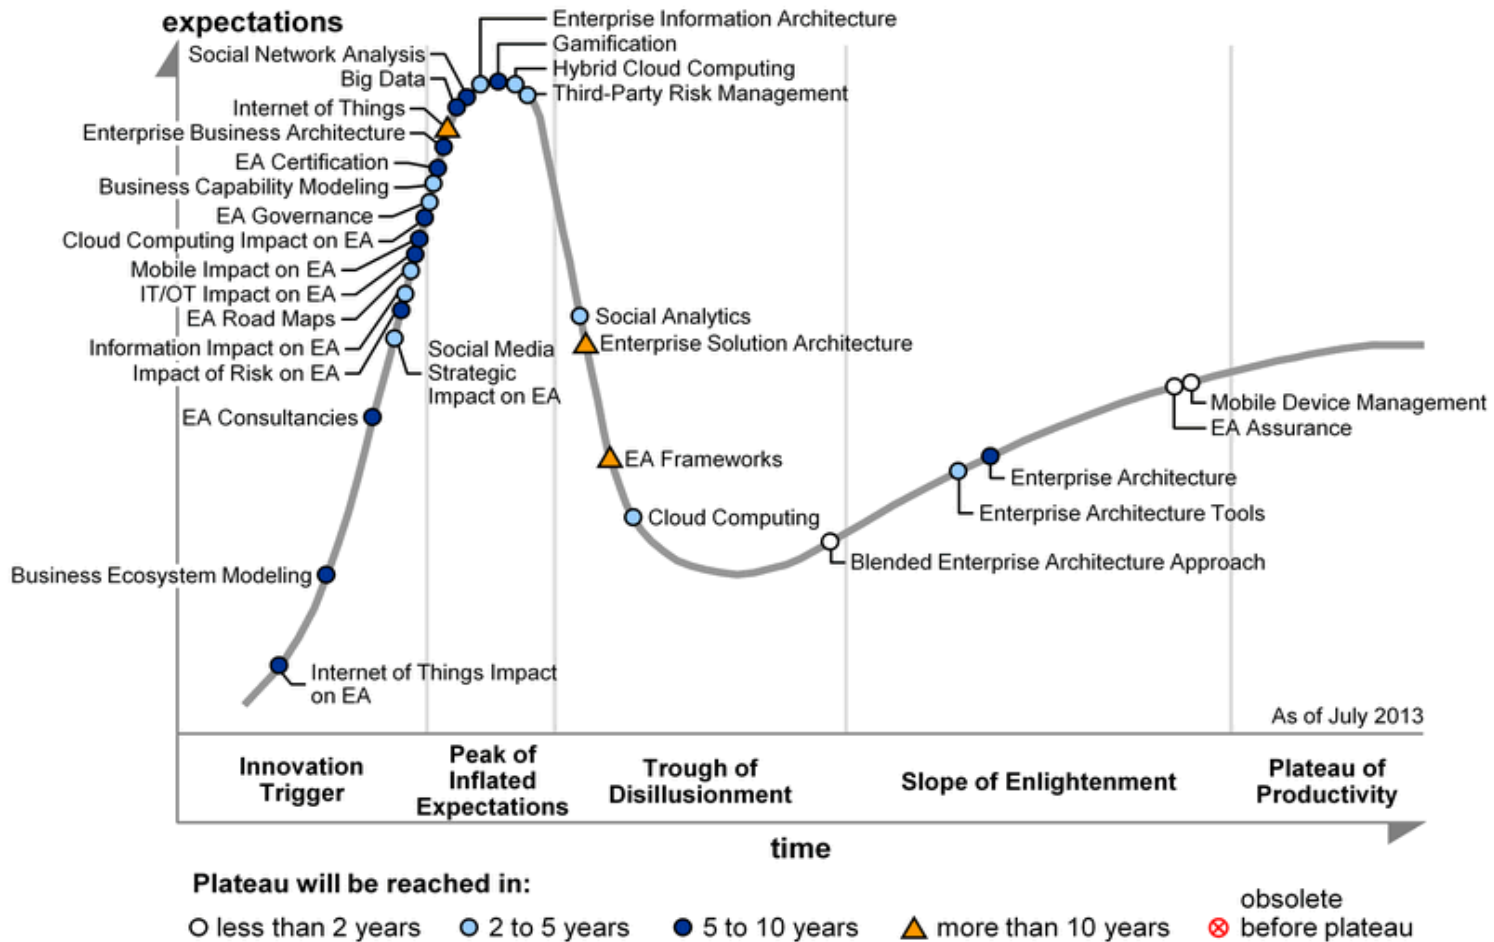 expectations
Enterprise Information Architecture
Gamification
Social Network Analysis
Hybrid Cloud Computing
Big Data
Third-Party Risk Management
Internet of Things
Enterprise Business Architecture
EA Certification
Business Capability Modeling
EA Governance
Cloud Computing Impact on EA
Mobile Impact on EA
IT/OT Impact on EA
EA Road Maps
Information Impact on EA
Impact of Risk on EA
Social Media
Strategic
Impact on EA
EA Consultancies
Business Ecosystem Modeling
Internet of Things Impact
on EA
Social Analytics
Enterprise Solution Architecture
EA Frameworks
Cloud Computing
Blended Enterprise Architecture Approach
Enterprise Architecture Tools
Enterprise Architecture
Mobile Device Management
EA Assurance
As of July 2013
Innovation
Trigger
Peak of
Inflated
Expectations
Trough of
Disillusionment
Slope of Enlightenment
Plateau of
Productivity
time
Plateau will be reached in:
less than 2 years
2 to 5 years
5 to 10 years
more than 10 years
obsolete
before plateau